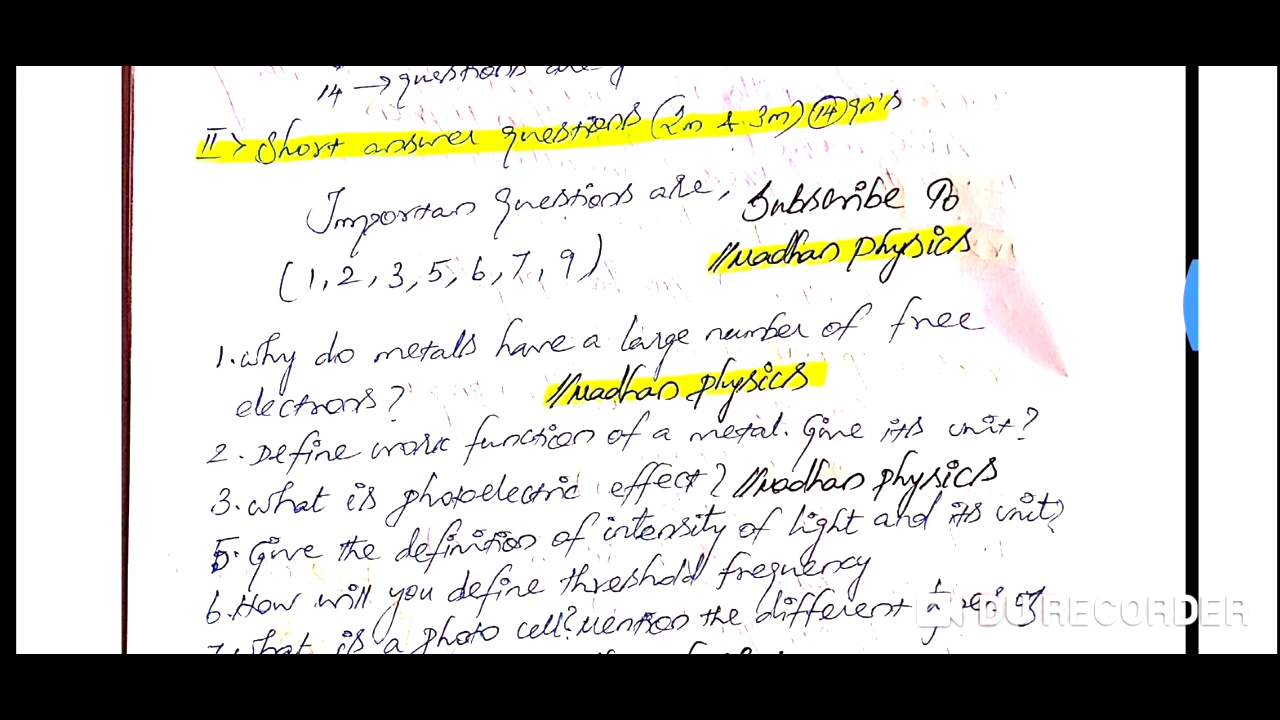 14 → questions are
II> Short answer questions (2m & 3m) 14 qn's
Importan questions are, Subscribe To
(1, 2, 3, 5, 6, 7, 9) //Madhan physics
1. Why do metals have a large number of free
electrons? //Madhan physics
2. Define work function of a metal. Give its unit?
3. What is photoelectric effect? //Madhan physics
5. Give the definition of intensity of light and its unit?
6. How will you define threshold frequency
7. What is a photo cell? Mention the different
RECORDER